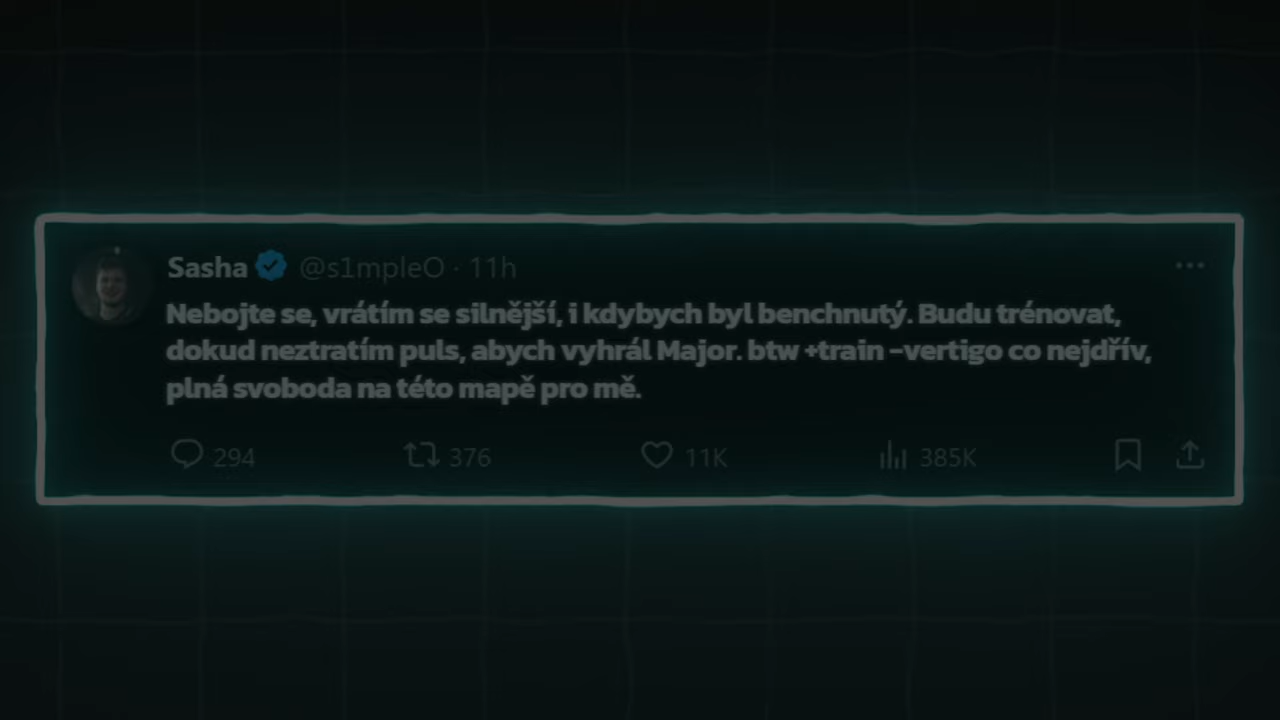 Sasha @s1mpleO · 11h
Nebojte se, vrátím se silnější, i kdybych byl benchnutý. Budu trénovat,
dokud neztratím puls, abych vyhrál Major. btw +train -vertigo co nejdřív,
plná svoboda na této mapě pro mě.
294 376 11K 385K